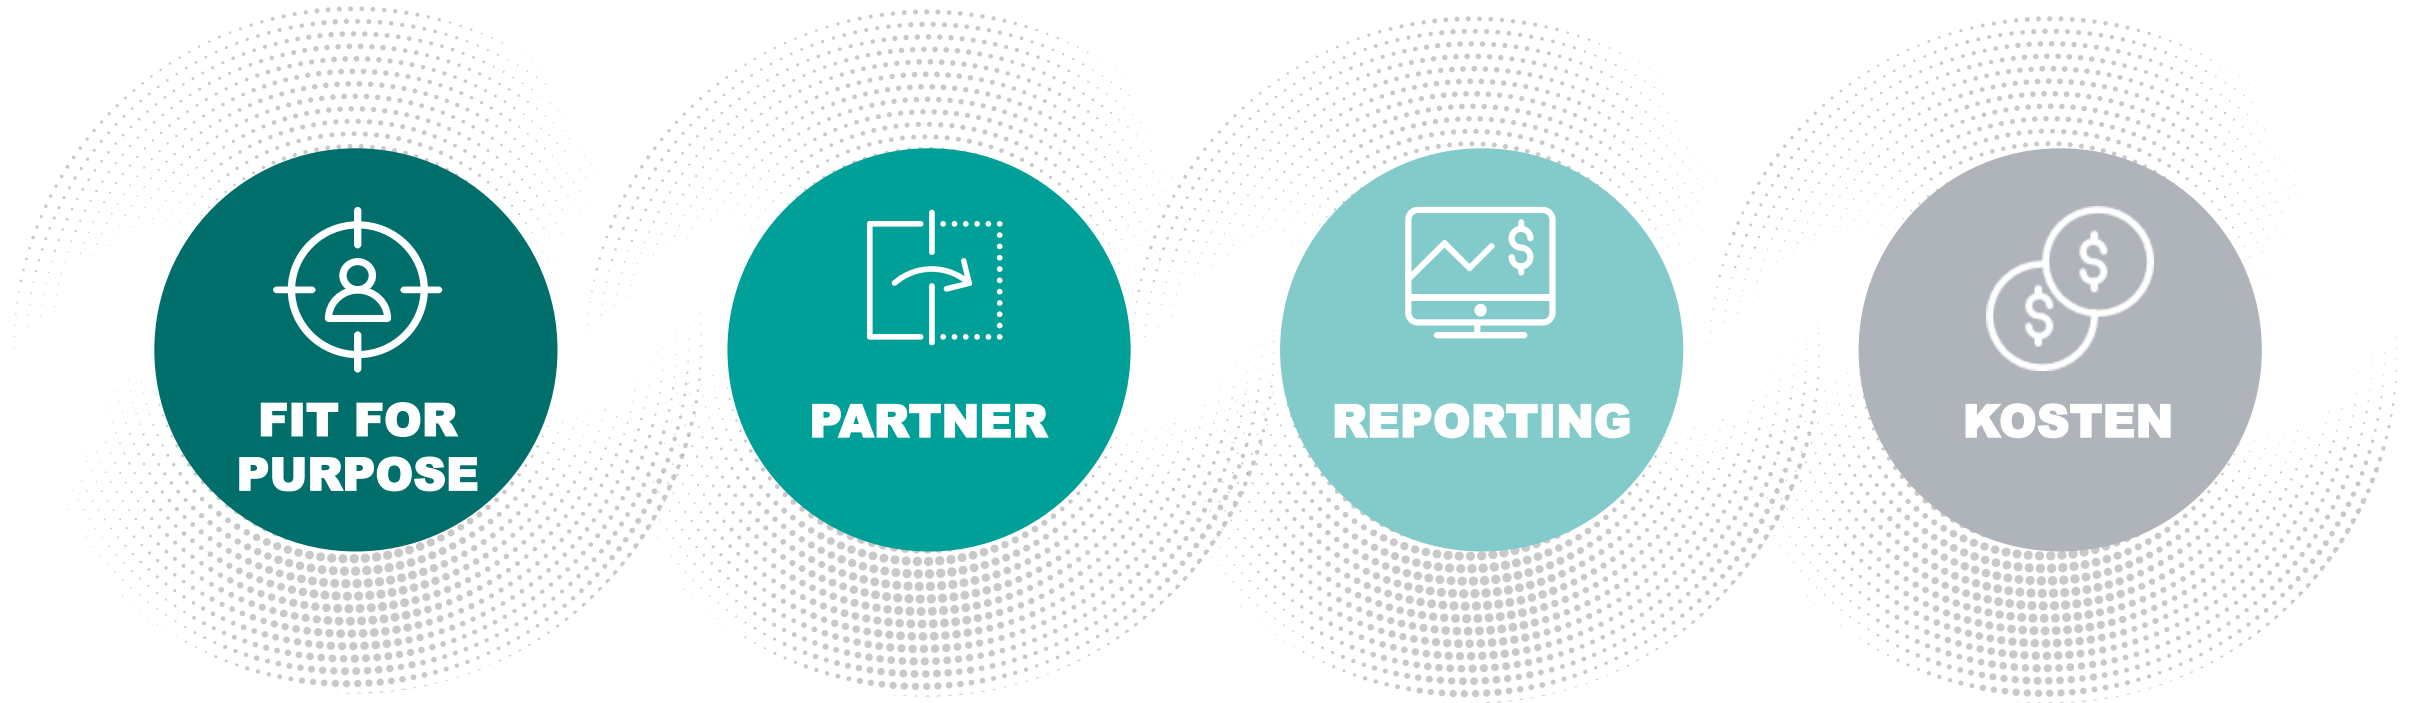 FIT FOR
PURPOSE
PARTNER
REPORTING
KOSTEN